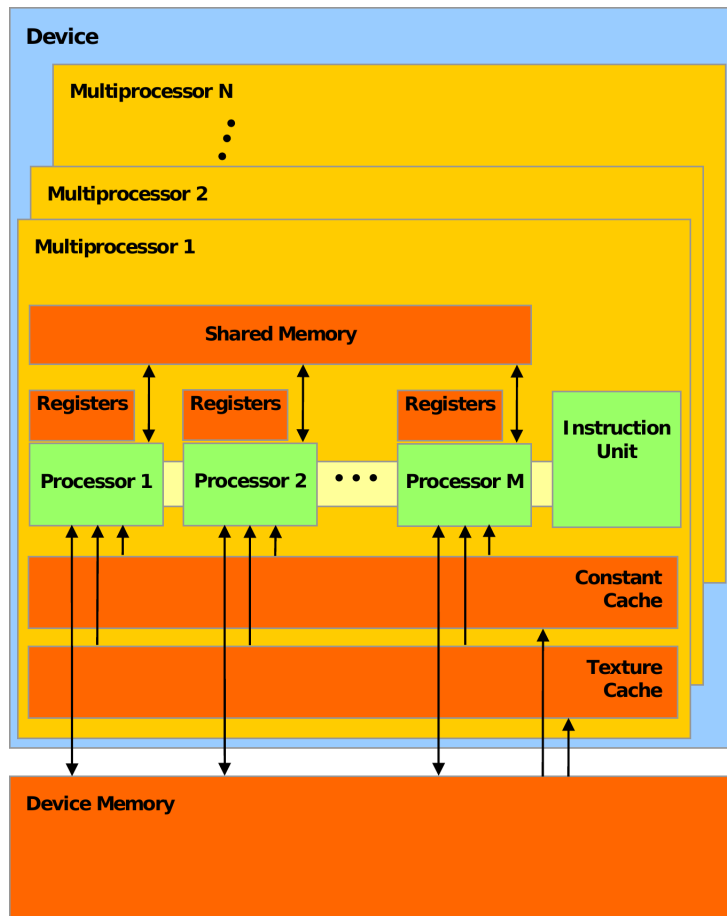 Device
Multiprocessor N
Multiprocessor 2
Multiprocessor 1
Shared Memory
Registers
Registers
Registers
Instruction
Unit
Processor 1
Processor 2
Processor M
Constant
Cache
Texture
Cache
Device Memory